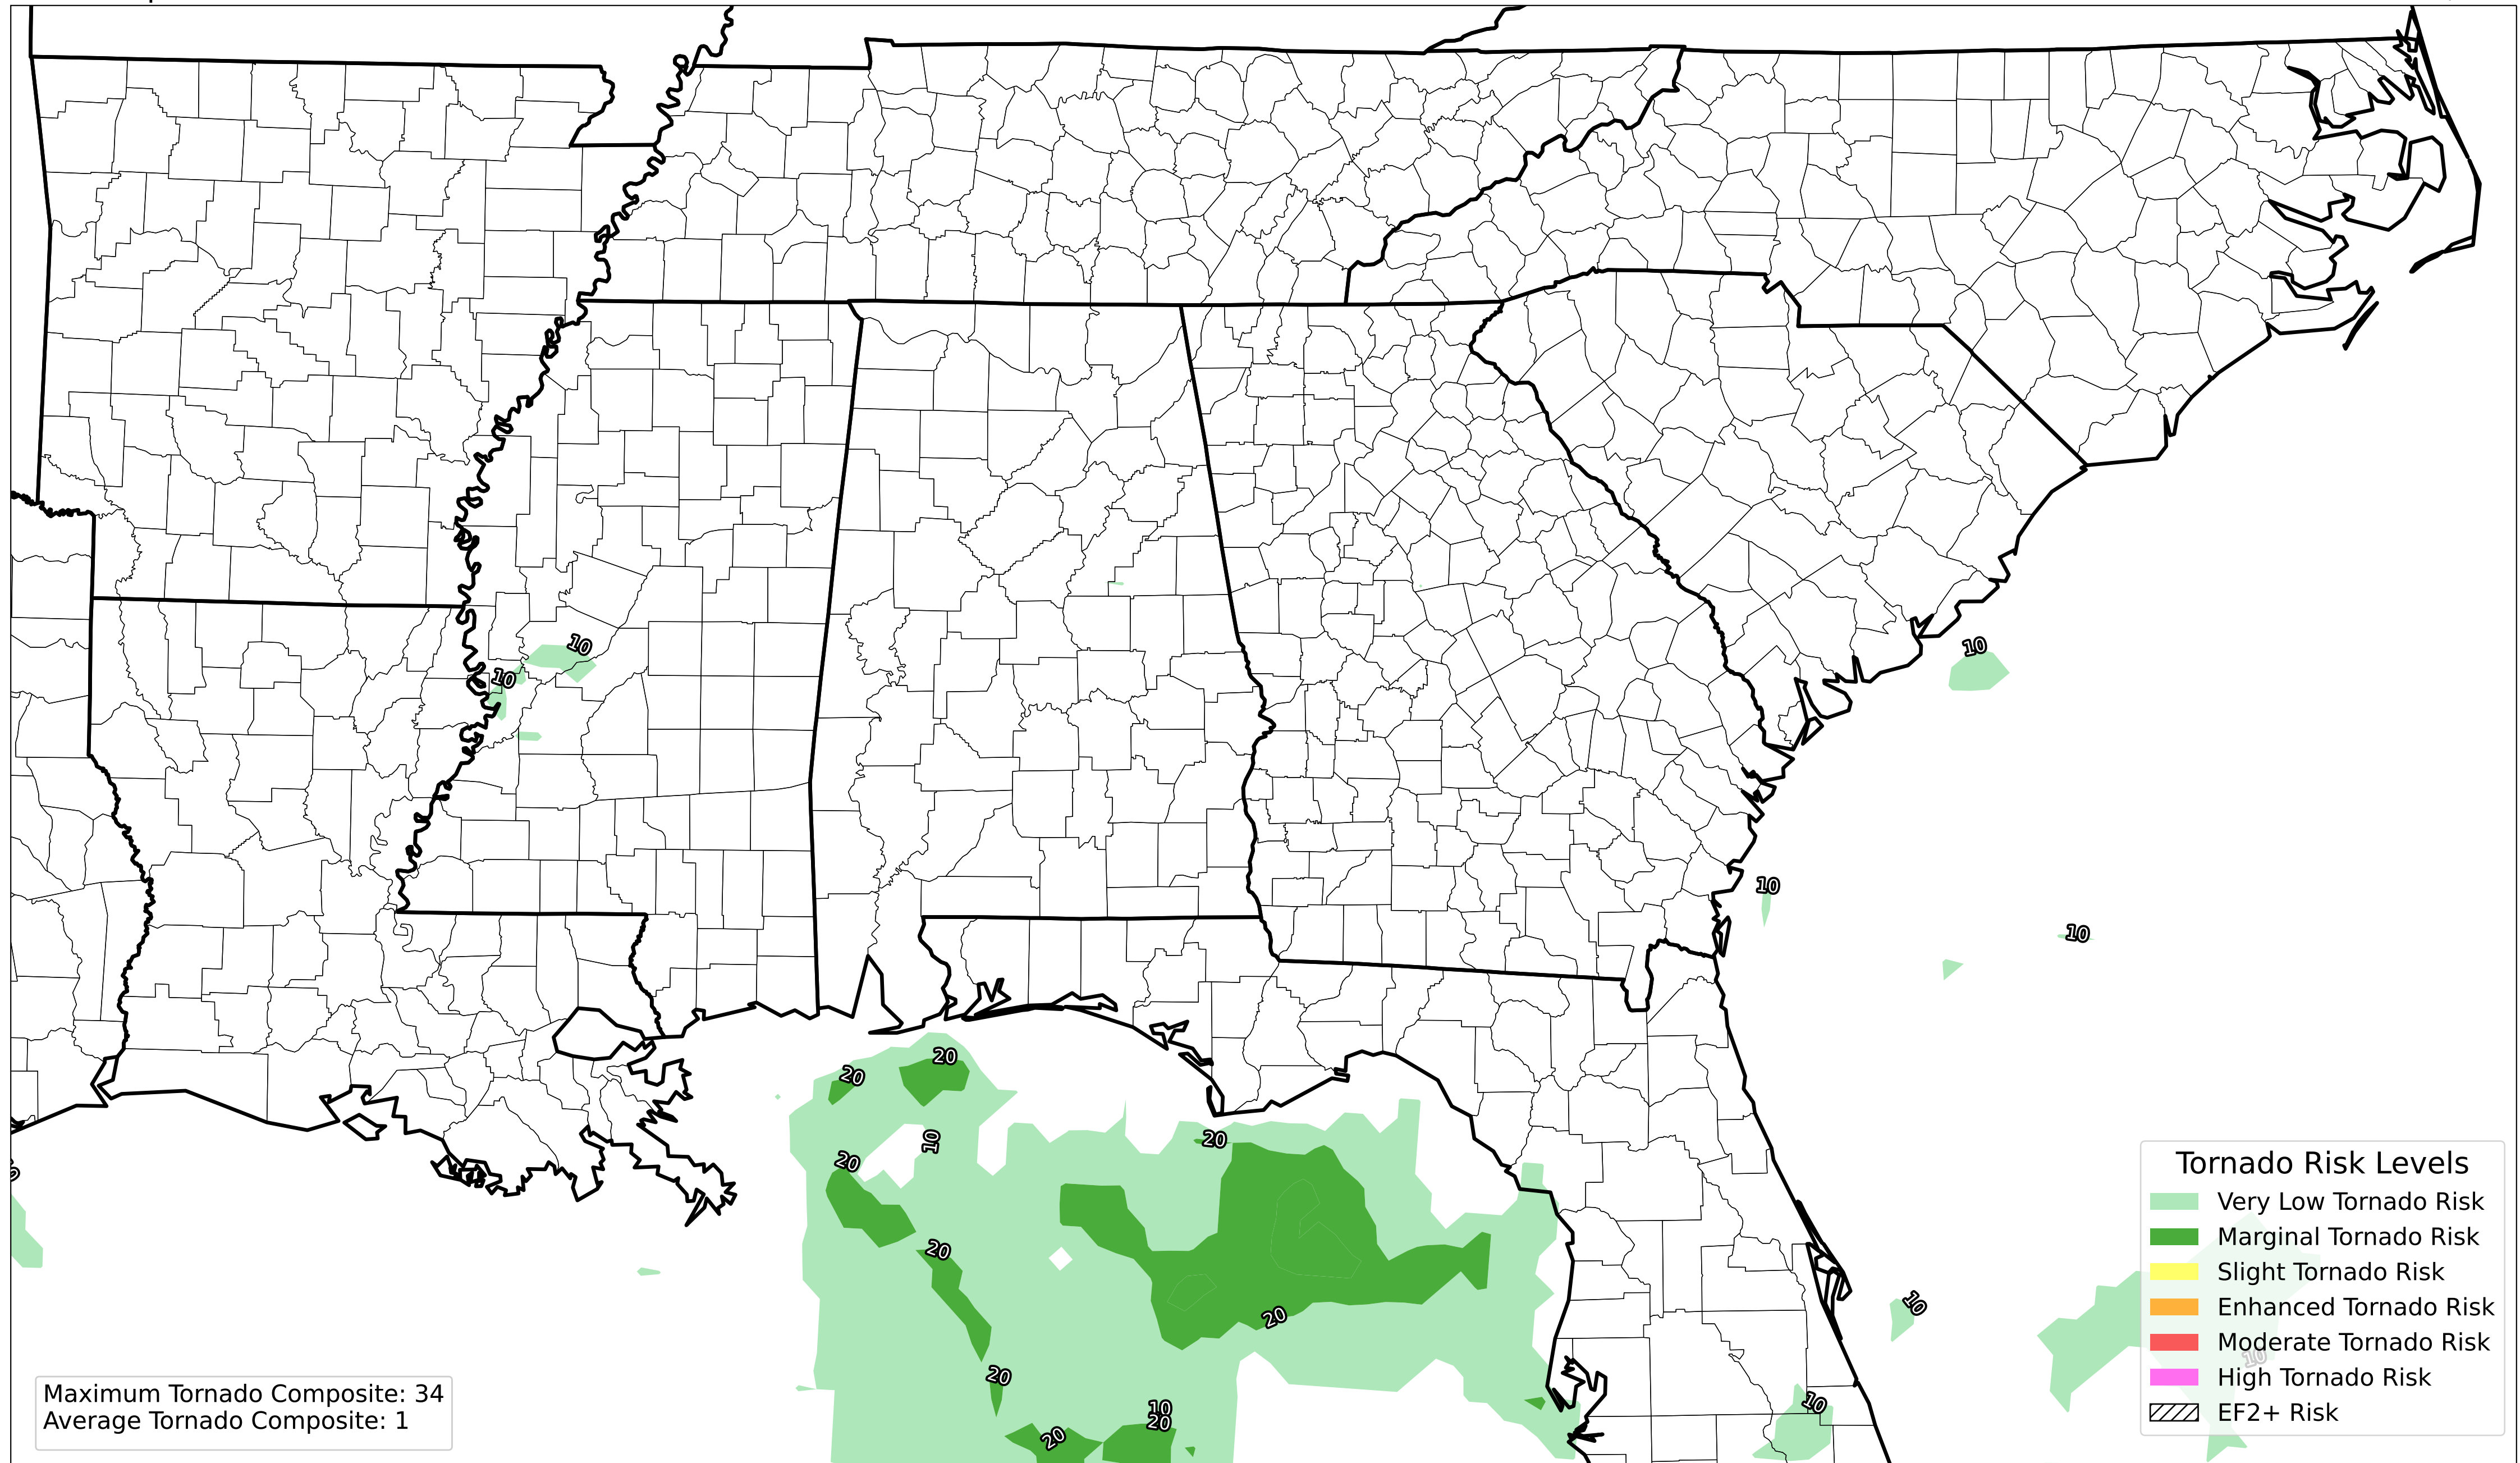 10
10
10
10
10
20
20
10
20
20
20
10
20
20
10
10
20
20
10
Tornado Risk Levels
Very Low Tornado Risk
Marginal Tornado Risk
Slight Tornado Risk
Enhanced Tornado Risk
Moderate Tornado Risk
10
High Tornado Risk
EF2+ Risk
Maximum Tornado Composite: 34
Average Tornado Composite: 1